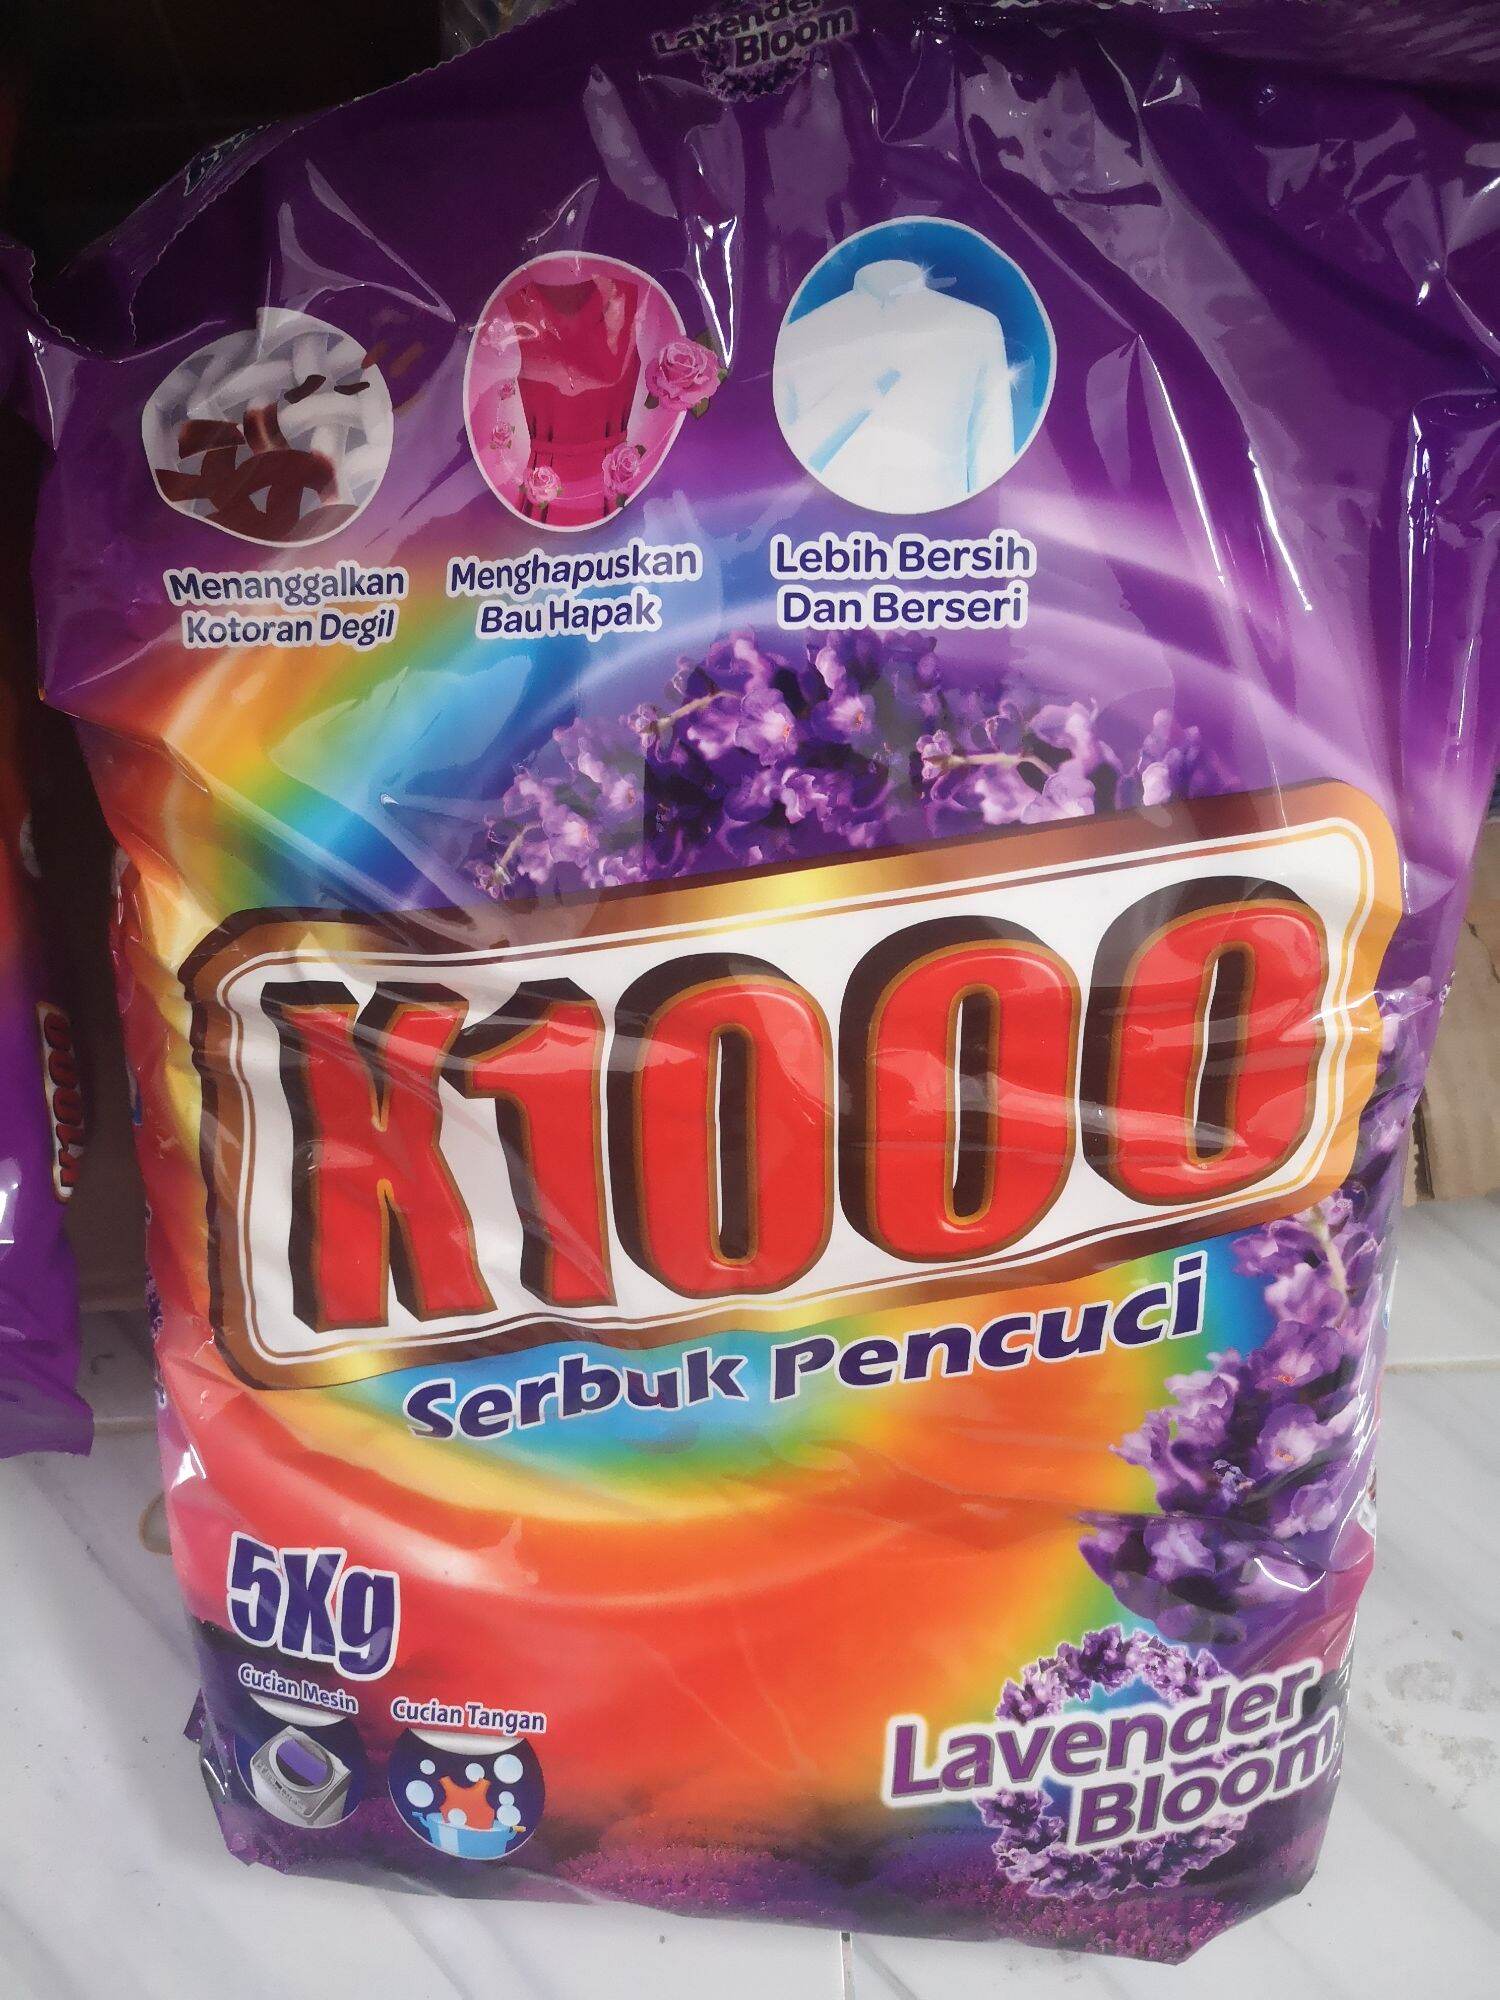 Lavender
Bloom
Menanggalkan
Kotoran Degil
Menghapuskan
Bau Hapak
Lebih Bersih
Dan Berseri
K1000
Serbuk Pencuci
5Kg
Cucian Mesin
Cucian Tangan
Lavender
Bloom
K1000